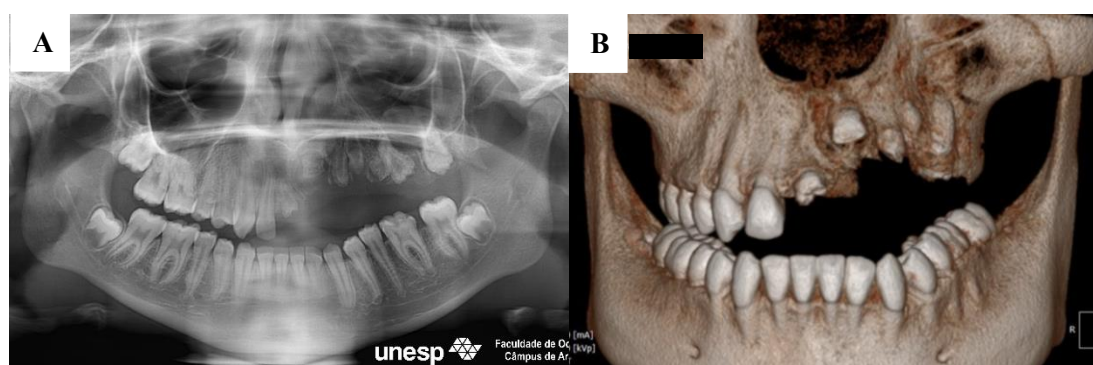 A
B
unesp
Faculdade de Oc
Câmpus de Ar
[mA]
[kVp]
R